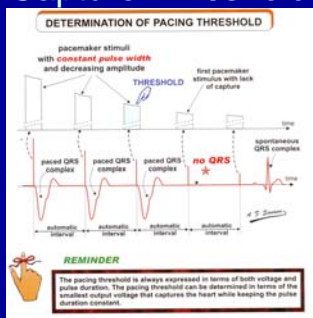 DETERMINATION OF PACING THRESHOLD
pacemaker stimuli
with constant pulse width
and decreasing amplitude
THRESHOLD
first pacemaker
stimulus with lack
of capture
time
spontaneous
QRS complex
paced QRS
complex
paced QRS
complex
paced QRS
complex
no QRS
*
time
automatic
interval
automatic
interval
automatic
interval
automatic
interval
REMINDER
The pacing threshold is always expressed in terms of both voltage and
pulse duration. The pacing threshold can be determined in terms of the
smallest output voltage that captures the heart while keeping the pulse
duration constant.